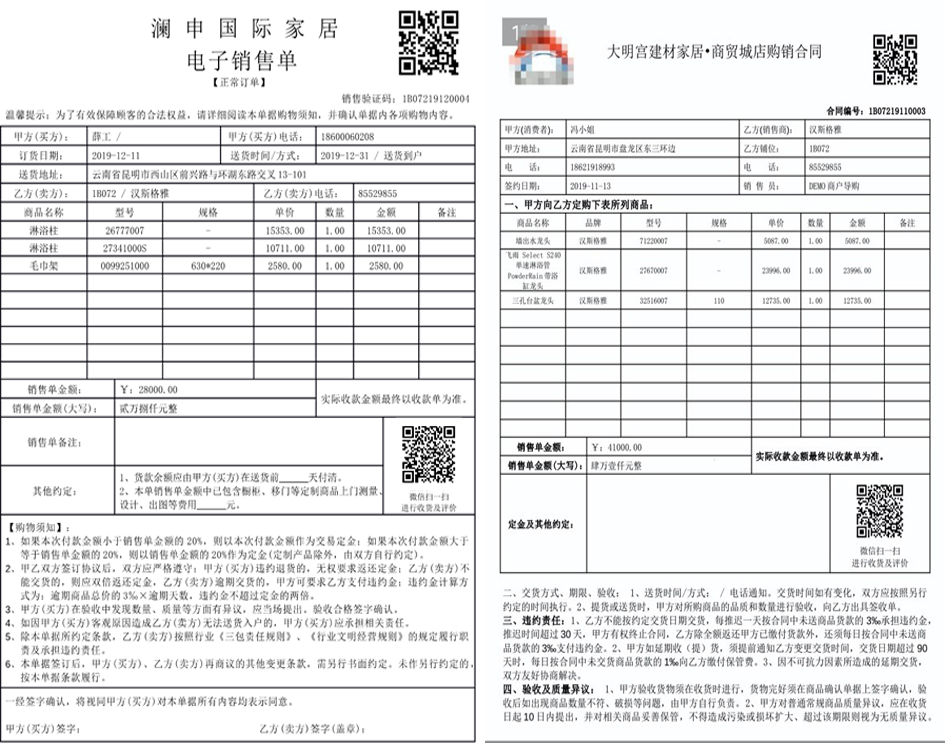 澜申国际家居
电子销售单
【正常订单】
销售验证码：1B07219120004
温馨提示：为了有效保障顾客的合法权益，请详细阅读本单据购物须知，并确认单据内各项购物内容。
甲方(买方)： 薛工 / 甲方(买方)电话： 18600060208
订货日期： 2019-12-11 送货时间/方式： 2019-12-31 / 送货到户
送货地址： 云南省昆明市西山区前兴路与环湖东路交叉13-101
乙方(卖方)： 1B072 / 汉斯格雅 乙方(卖方)电话： 85529855
商品名称 型号 规格 单价 数量 金额 备注
淋浴柱 26777007 - 15353.00 1.00 15353.00
淋浴柱 27341000S - 10711.00 1.00 10711.00
毛巾架 0099251000 630*220 2580.00 1.00 2580.00
销售单金额： ￥: 28000.00
销售单金额(大写)： 贰万捌仟元整
实际收款金额最终以收款单为准。
销售单备注：
其他约定：
1、货款金额应由甲方(买方)在送货前______天付清。
2、本单销售单金额中已包含橱柜、移门等定制商品上门测量、
设计、出图等费用______元。
微信扫一扫
进行收货及评价
【购物须知】：
1、如果本次付款金额小于销售单金额的20%，则以本次付款金额作为交易定金；如果本次付款金额大于
等于销售单金额的20%，则以销售单金额的20%作为定金(定制产品除外，由双方自行约定)。
2、甲乙双方签订协议后，双方应严格遵守：甲方(买方)违约退货的，无权要求返还定金；乙方(卖方)不
能交货的，则应双倍返还定金，乙方(卖方)逾期交货的，甲方可要求乙方支付违约金；违约金计算方
式为：逾期商品总价的3‰×逾期天数，违约金不超过定金的两倍。
3、甲方(买方)在验收中发现数量、质量等方面有异议，应当场提出。验收合格签字确认。
4、如因甲方(买方)客观原因造成乙方(卖方)无法送货入户的，甲方(买方)应承担相关责任。
5、除本单据所约定条款，乙方(卖方)按照行业《三包责任规则》、《行业文明经营规则》的规定履行职
责及承担违约责任。
6、本单据签订后，甲方(买方)、乙方(卖方)再商议的其他变更条款，需另行书面约定。未作另行约定的，
按本单据条款履行。
一经签字确认，将视同甲方(买方)对本单据所有内容均表示同意。
甲方(买方)签字： 乙方(卖方)签字(盖章)：
1
大明宫建材家居•商贸城店购销合同
合同编号：1B07219110003
甲方(消费者)： 冯小姐 乙方(销售商)： 汉斯格雅
甲方地址： 云南省昆明市盘龙区东三环边 乙方铺位： 1B072
电 话： 18621918993 电 话： 85529855
签约日期： 2019-11-13 销 售 员： DEMO商户导购
一、甲方向乙方定购下表所列商品：
商品名称 品牌 型号 规格 单价 数量 金额 备注
墙出水龙头 汉斯格雅 71220007 - 5087.00 1.00 5087.00
飞雨 Select S240
单速淋浴管
PowderRain 带浴
缸龙头
汉斯格雅 27670007 - 23996.00 1.00 23996.00
三孔台盆龙头 汉斯格雅 32516007 110 12735.00 1.00 12735.00
销售单金额： ￥: 41000.00
销售单金额(大写)： 肆万壹仟元整
实际收款金额最终以收款单为准。
定金及其他约定：
微信扫一扫
进行收货及评价
二、交货方式、期限、验收： 1、送货时间/方式： / 电话通知。交货时间如有变化，双方应按照另行
约定的时间执行。2、提货或送货时，甲方对所购商品的品质和数量进行验收，向乙方出具签收单。
三、违约责任：1、乙方不能按约定交货日期交货，每推迟一天按合同中未送商品货款的3‰承担违约金，
推迟时间超过30天，甲方有权终止合同，乙方除全额返还甲方已缴付货款外，还须每日按合同中未送商
品货款的3‰支付违约金。2、甲方如延期收（提）货，须提前通知乙方变更交货时间，交货日期超过90
天时，每日按合同中未交商品货款的1‰向乙方缴付保管费。3、因不可抗力因素所造成的延期交货，
双方友好协商解决。
四、验收及质量异议： 1、甲方验收货物须在收货时进行，货物完好须在商品确认单据上签字确认，验
收后如出现商品数量不符、破损等问题，由甲方自行负责。2、甲方对普通常规商品质量异议，应在收货
日起10日内提出，并对相关商品妥善保管，不得造成污染或损坏扩大、超过该期限则视为无质量异议。